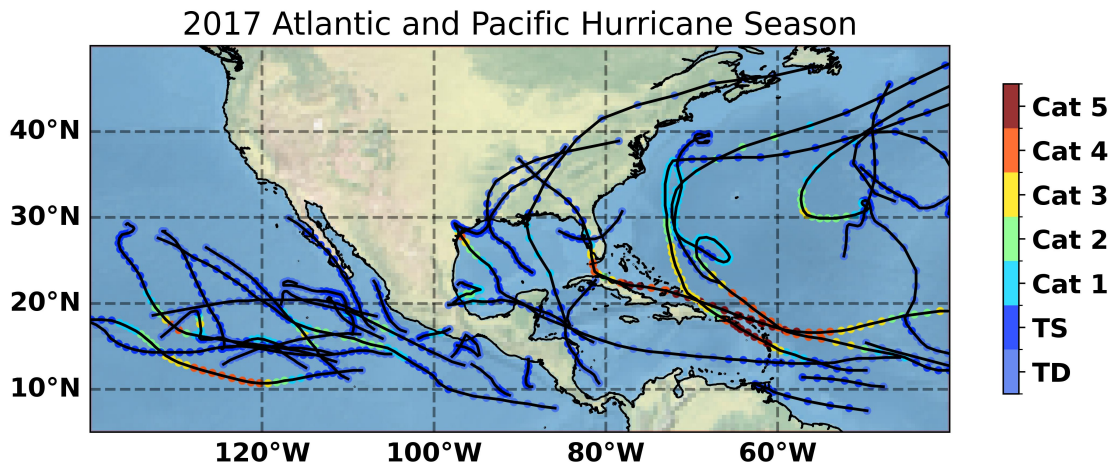 2017 Atlantic and Pacific Hurricane Season
40°N
30°N
20°N
10°N
120°W 100°W 80°W 60°W
Cat 5
Cat 4
Cat 3
Cat 2
Cat 1
TS
TD